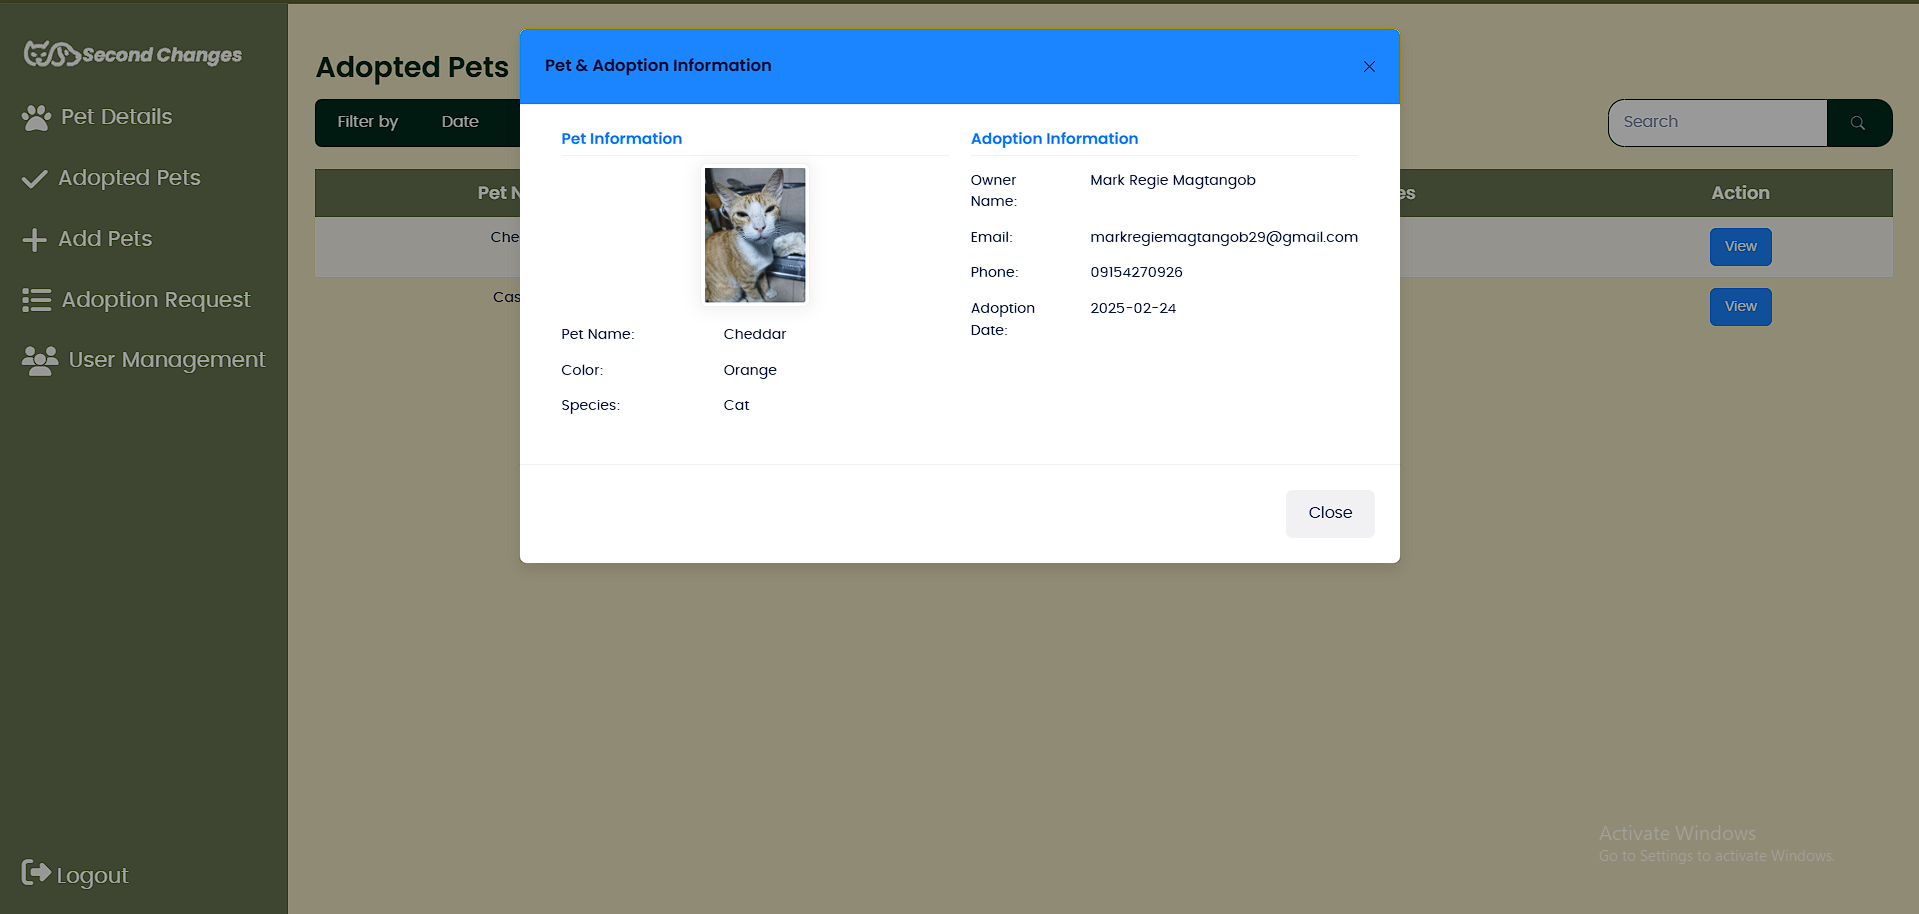 Second Changes
Pet Details
Adopted Pets
Add Pets
Adoption Request
User Management
Logout
Adopted Pets
Filter by
Date
Search
Pet N
es
Action
Che
View
Cas
View
Pet & Adoption Information
Pet Information
Pet Name:
Cheddar
Color:
Orange
Species:
Cat
Adoption Information
Owner
Name:
Mark Regie Magtangob
Email:
markregiemagtangob29@gmail.com
Phone:
09154270926
Adoption
Date:
2025-02-24
Close
Activate Windows
Go to Settings to activate Windows.